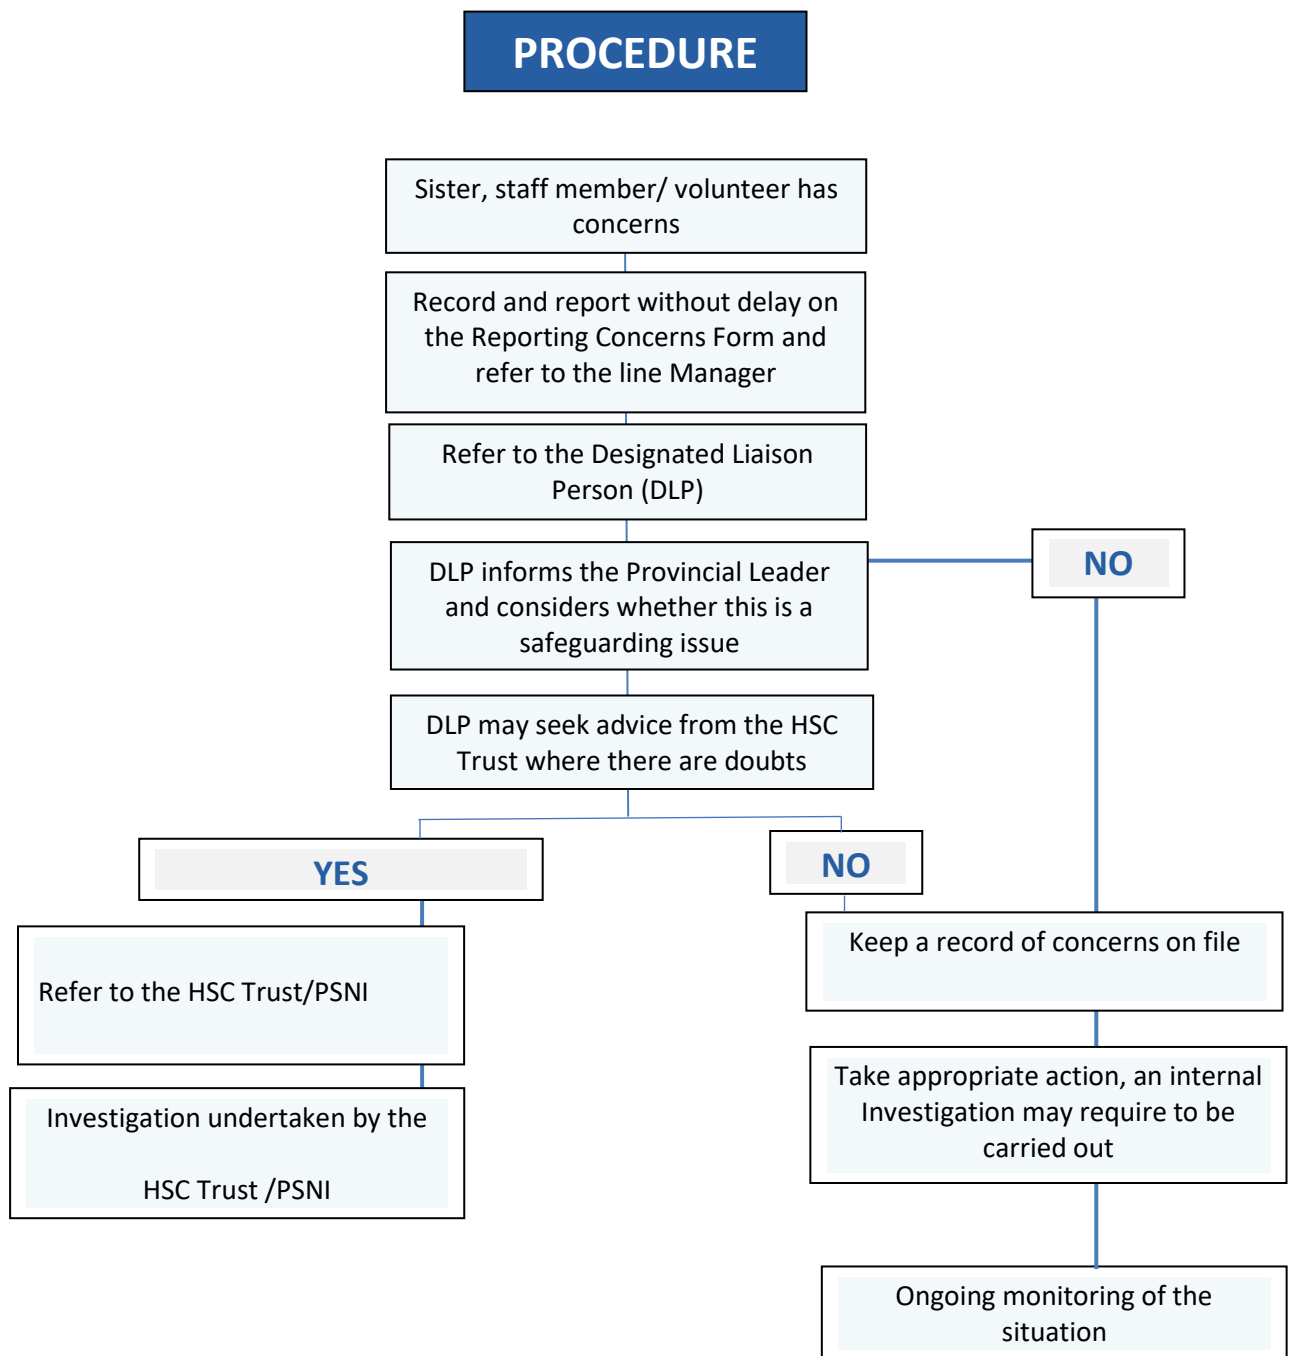 PROCEDURE
Sister, staff member/ volunteer has
concerns
Record and report without delay on
the Reporting Concerns Form and
refer to the line Manager
Refer to the Designated Liaison
Person (DLP)
DLP informs the Provincial Leader
and considers whether this is a
safeguarding issue
NO
DLP may seek advice from the HSC
Trust where there are doubts
YES
NO
Refer to the HSC Trust/PSNI
Investigation undertaken by the
HSC Trust /PSNI
Keep a record of concerns on file
Take appropriate action, an internal
Investigation may require to be
carried out
Ongoing monitoring of the
situation